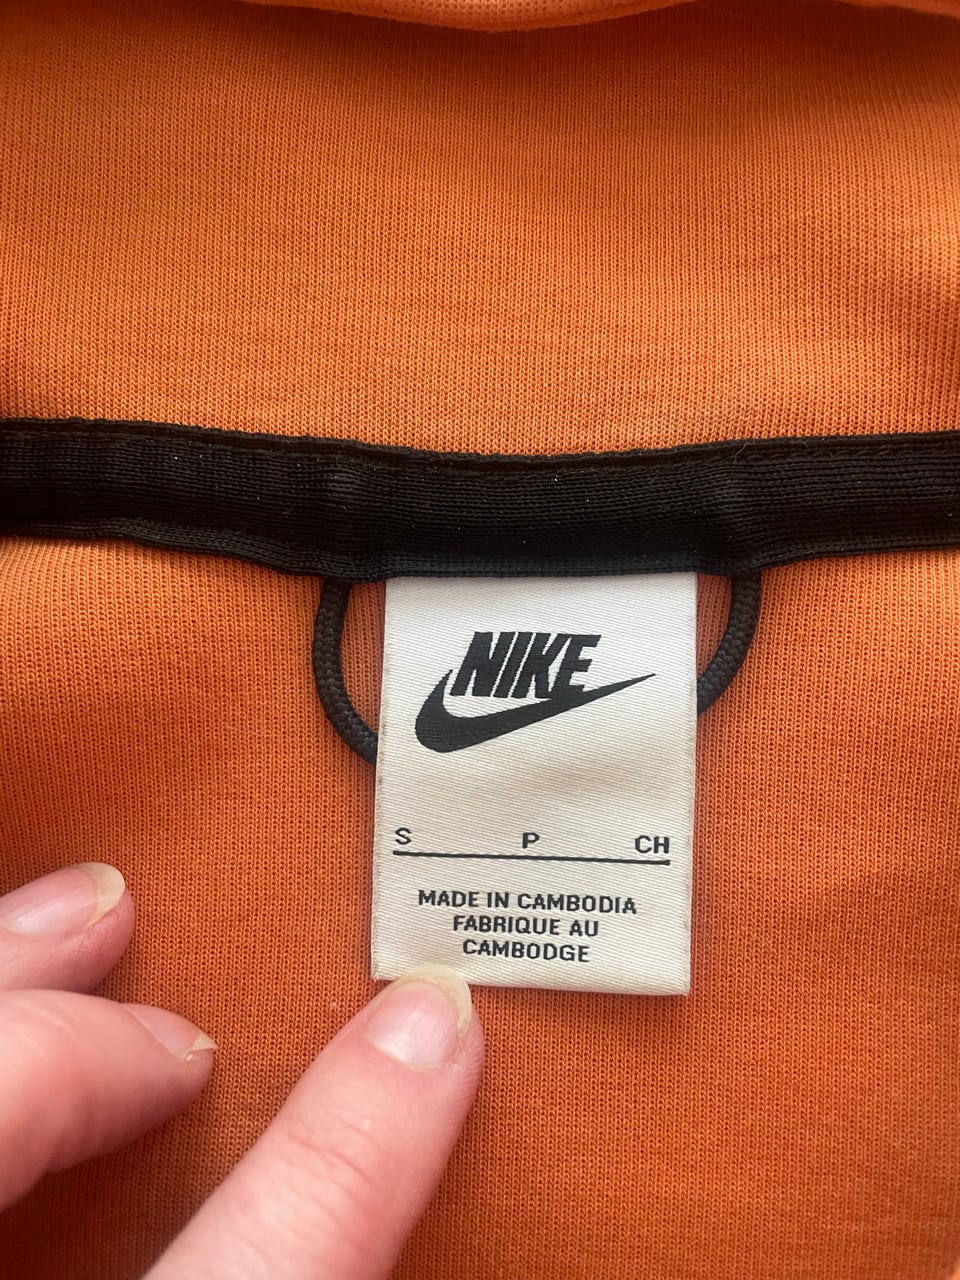 NIKE
S P CH
MADE IN CAMBODIA
FABRIQUE AU
CAMBODGE